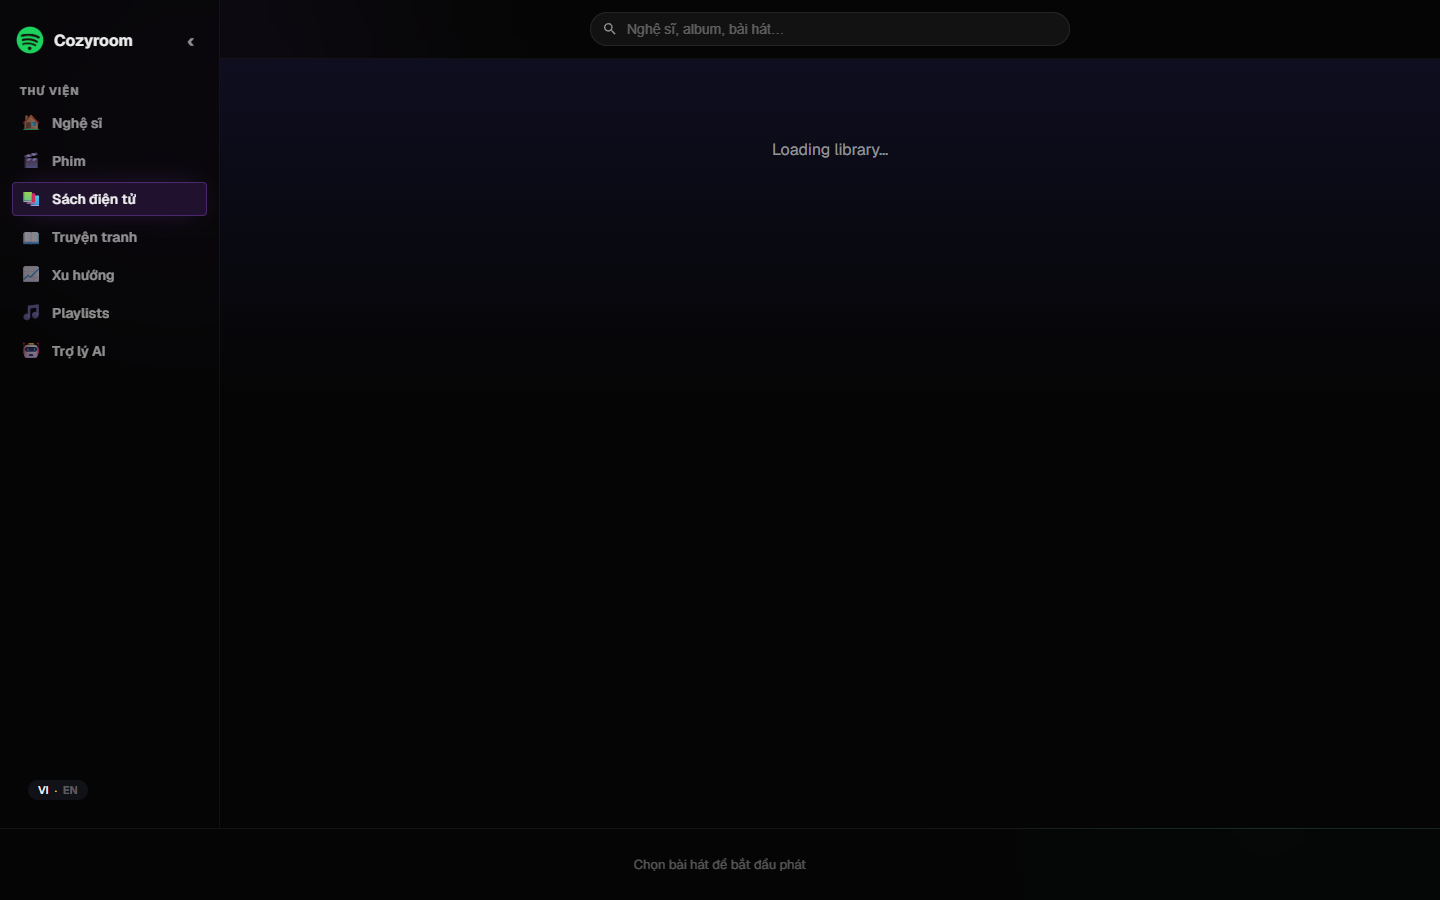 Cozyroom
Nghệ sĩ, album, bài hát...
THƯ VIỆN
Nghệ sĩ
Phim
Sách điện tử
Truyện tranh
Xu hướng
Playlists
Trợ lý AI
Loading library...
VI · EN
Chọn bài hát để bắt đầu phát